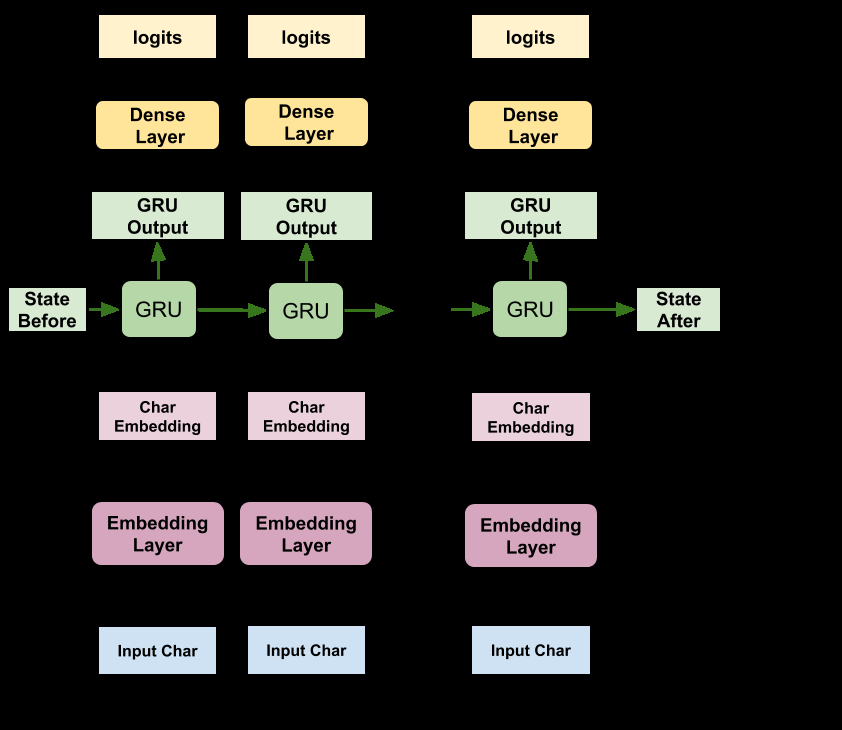 logits
logits
logits
Dense
Layer
Dense
Layer
Dense
Layer
GRU
Output
GRU
Output
GRU
Output
State
Before
GRU
GRU
GRU
State
After
Char
Embedding
Char
Embedding
Char
Embedding
Embedding
Layer
Embedding
Layer
Embedding
Layer
Input Char
Input Char
Input Char